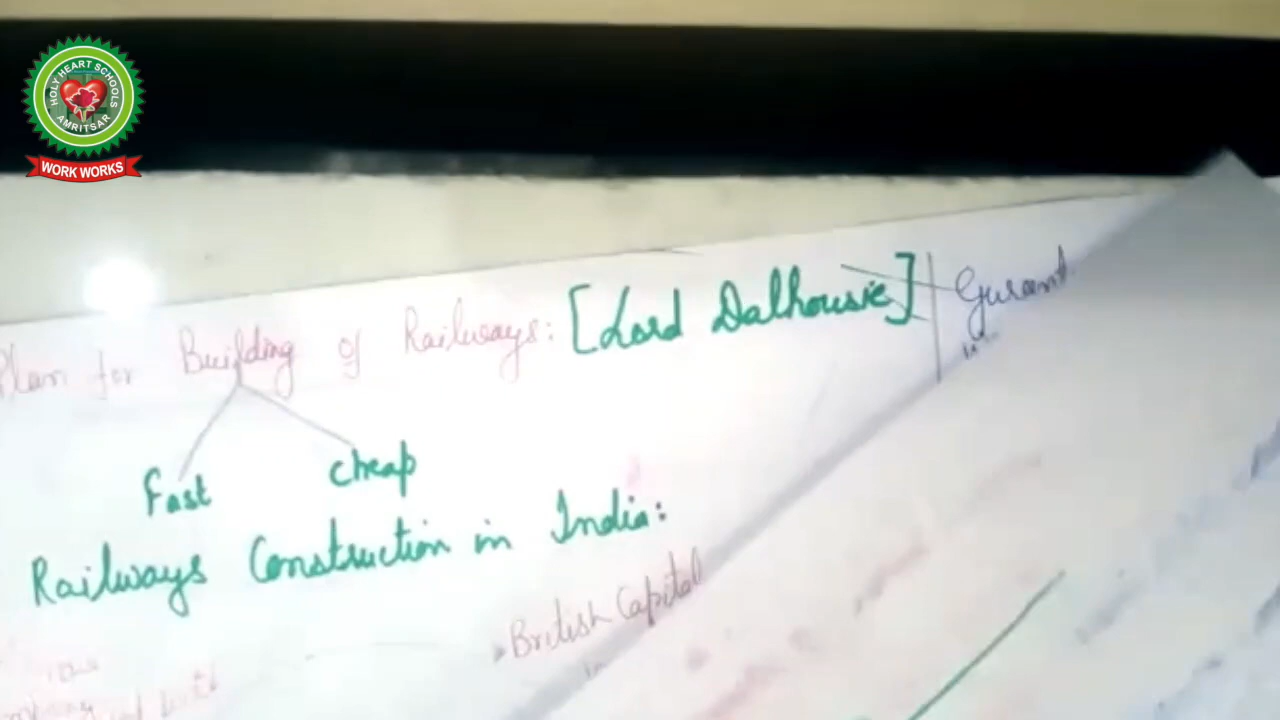 HOLY HEART SCHOOLS
AMRITSAR
WORK WORKS
Plan for Building of Railways: [Lord Dalhousie]
Fast cheap
Railways Construction in India:
British Capital